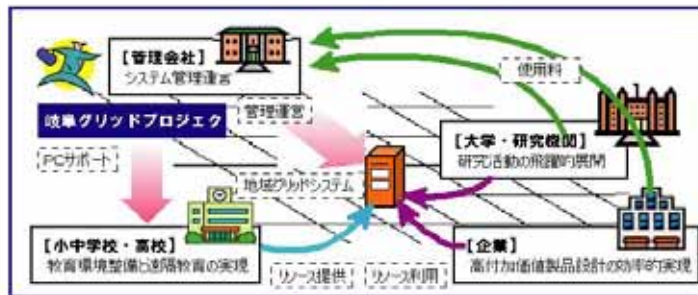 【管理会社】
システム管理運営
使用料
岐阜グリッドプロジェク
管理運営
PCサポート
【大学・研究機関】
研究活動の飛躍的展開
地域グリッドシステム
【小中学校・高校】
教育環境整備と遠隔教育の実現
【企業】
高付加価値製品設計の効率的実現
リソース提供
リソース利用